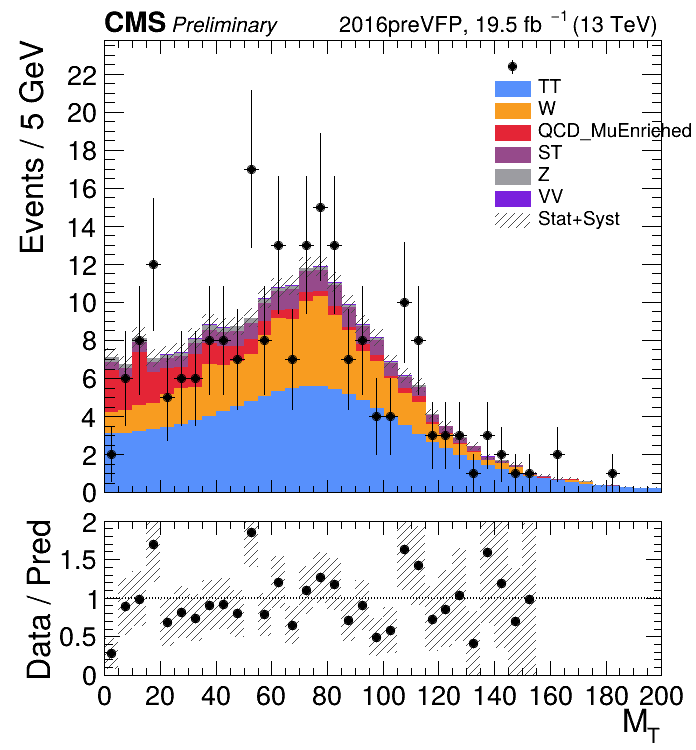 CMS Preliminary 2016preVFP, 19.5 fb⁻¹ (13 TeV)
Events / 5 GeV
22
20
18
16
14
12
10
8
6
4
2
0
TT
W
QCD_MuEnriched
ST
Z
VV
Stat+Syst
Data / Pred
2
1.5
1
0.5
0
0 20 40 60 80 100 120 140 160 180 200
M_T